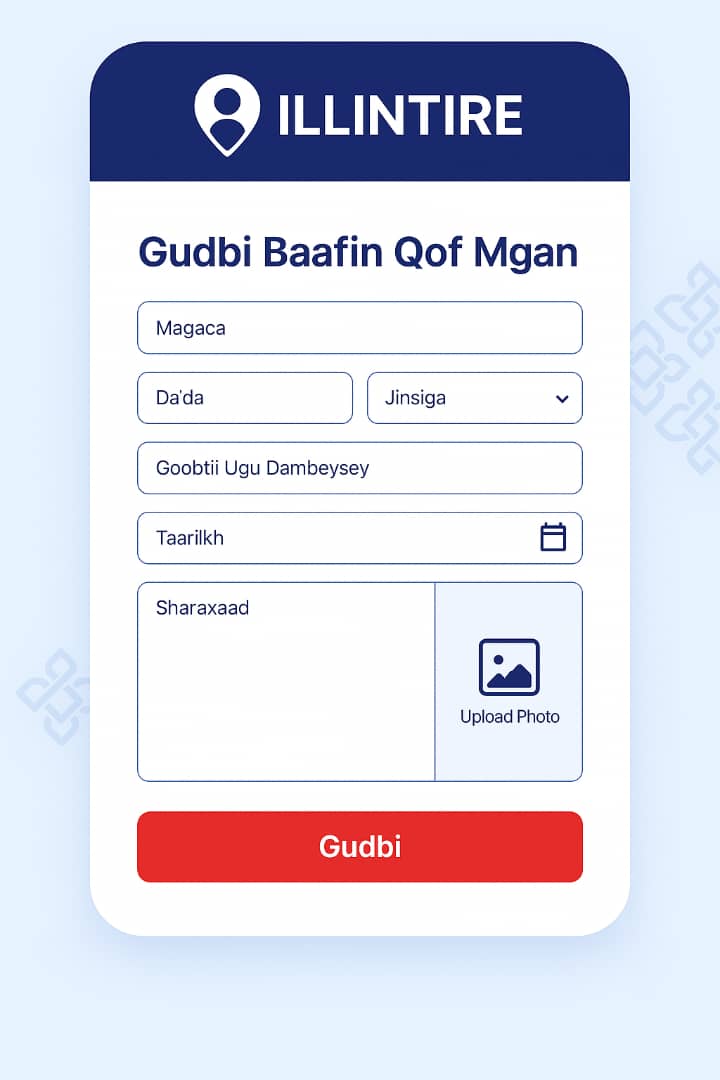 ILLINTIRE
Gudbi Baafin Qof Mgan
Magaca
Da'da
Jinsiga
Goobtii Ugu Dambeysey
Taarilkh
Sharaxaad
Upload Photo
Gudbi